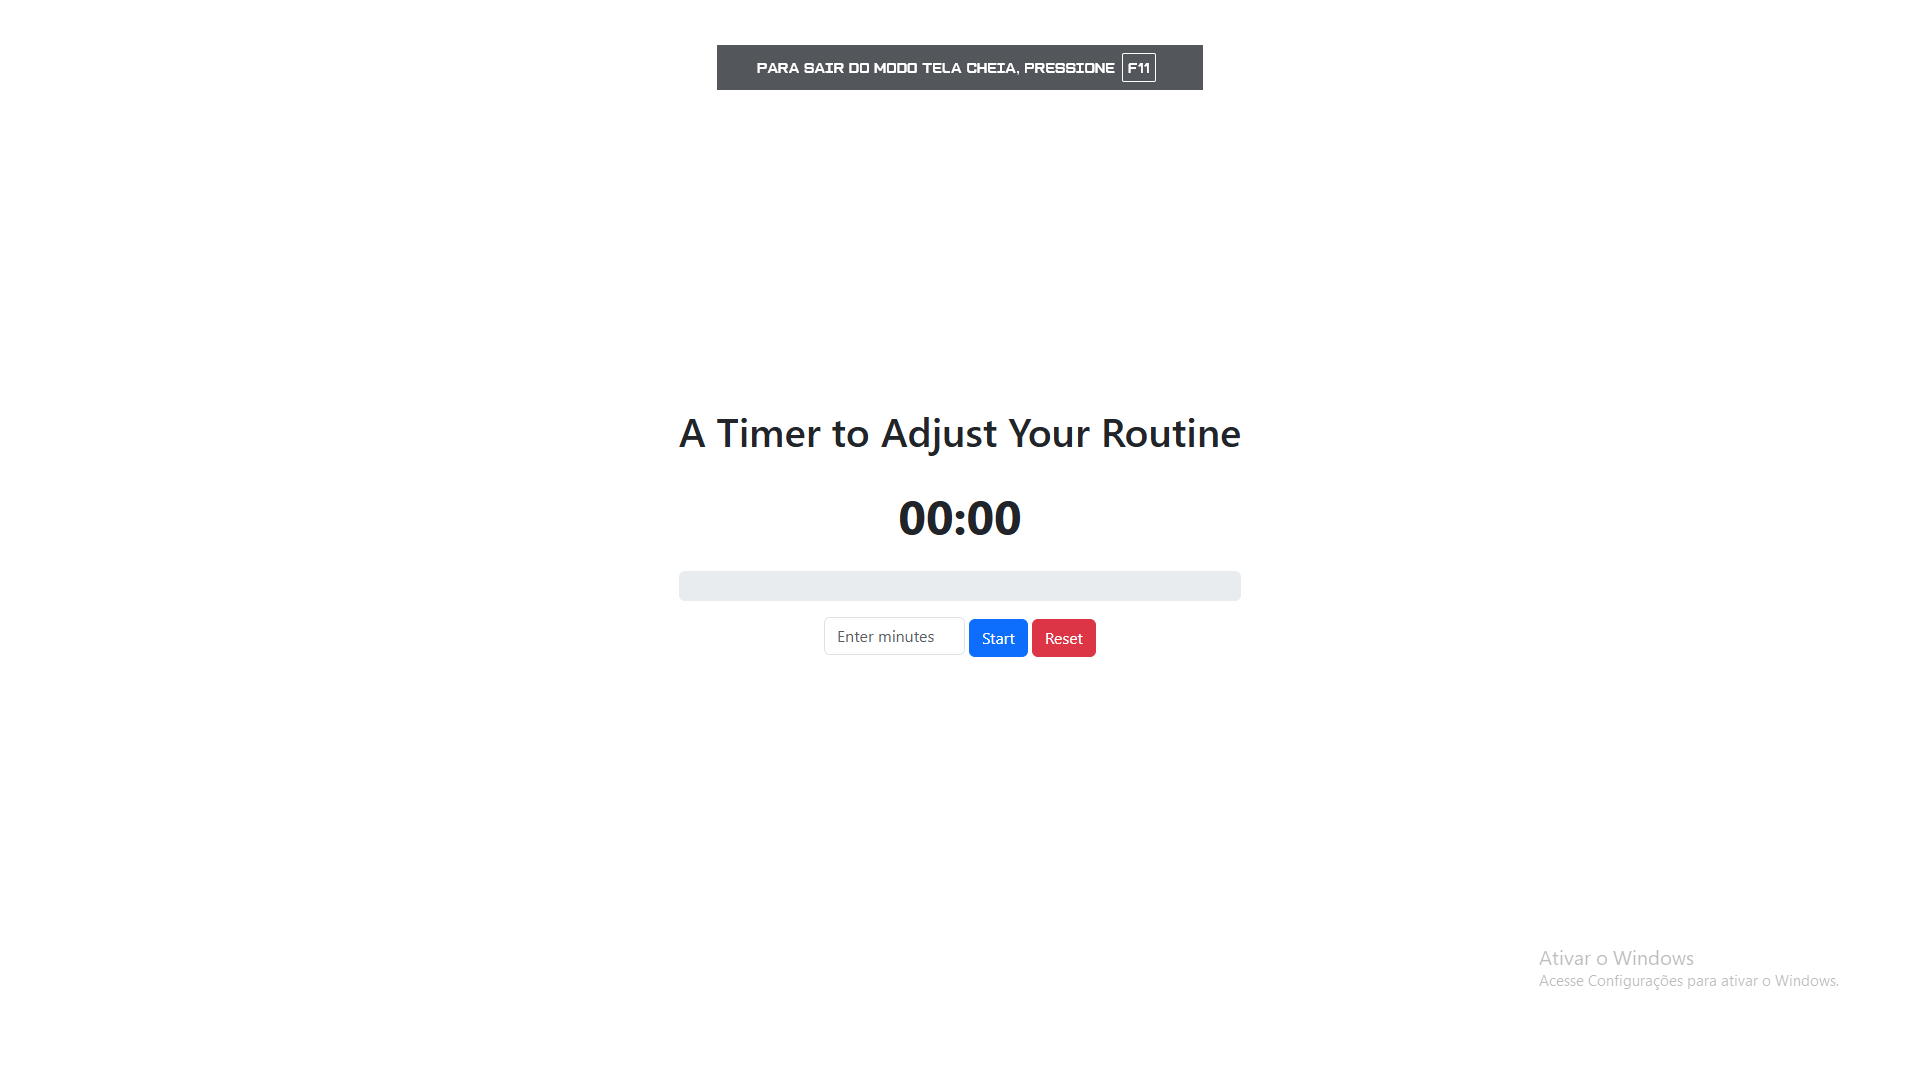 PARA SAIR DO MODO TELA CHEIA, PRESSIONE F11
A Timer to Adjust Your Routine
00:00
Enter minutes Start Reset
Ativar o Windows
Acesse Configurações para ativar o Windows.